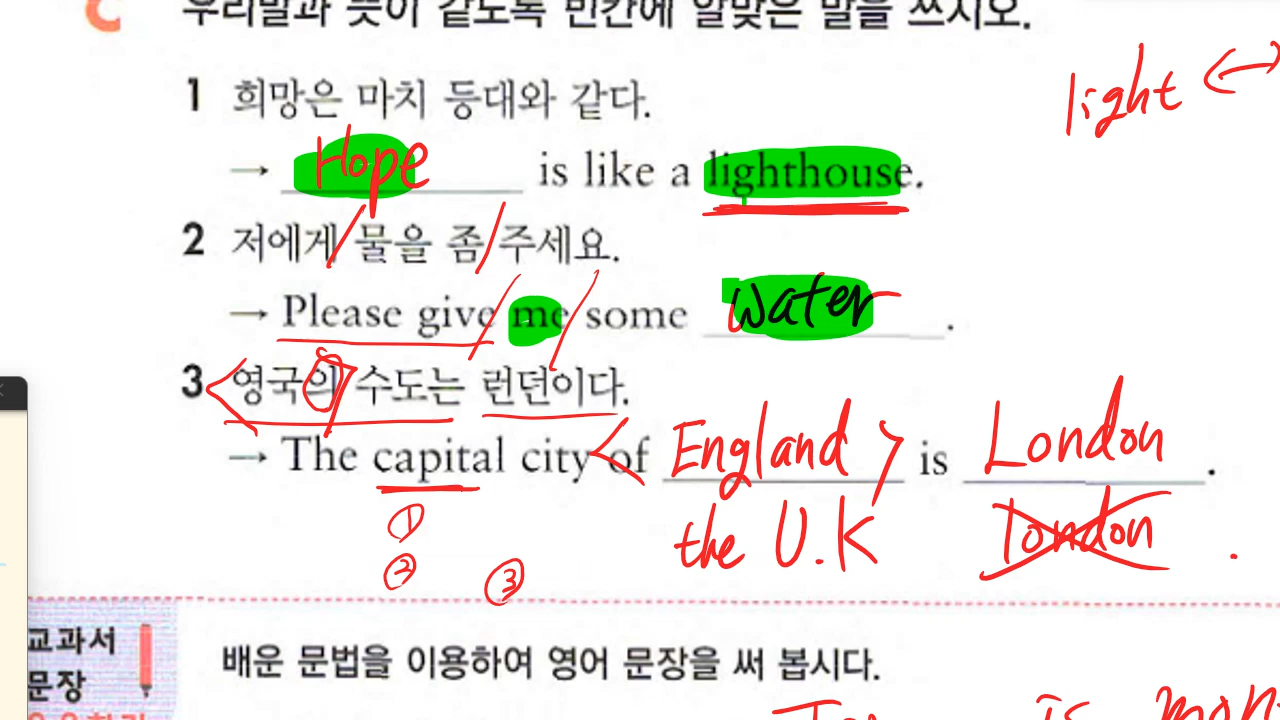 C 우리말과 뜻이 같도록 빈칸에 알맞은 말을 쓰시오.
light ↔
1 희망은 마치 등대와 같다.
→ Hope is like a lighthouse.
2 저에게 / 물을 좀 / 주세요.
→ Please give / me / some water.
3 <영국의 / 수도는 런던이다.
→ The capital city <of England> is London.
the U.K london .
①
② ③
교과서
문장
배운 문법을 이용하여 영어 문장을 써 봅시다.
is